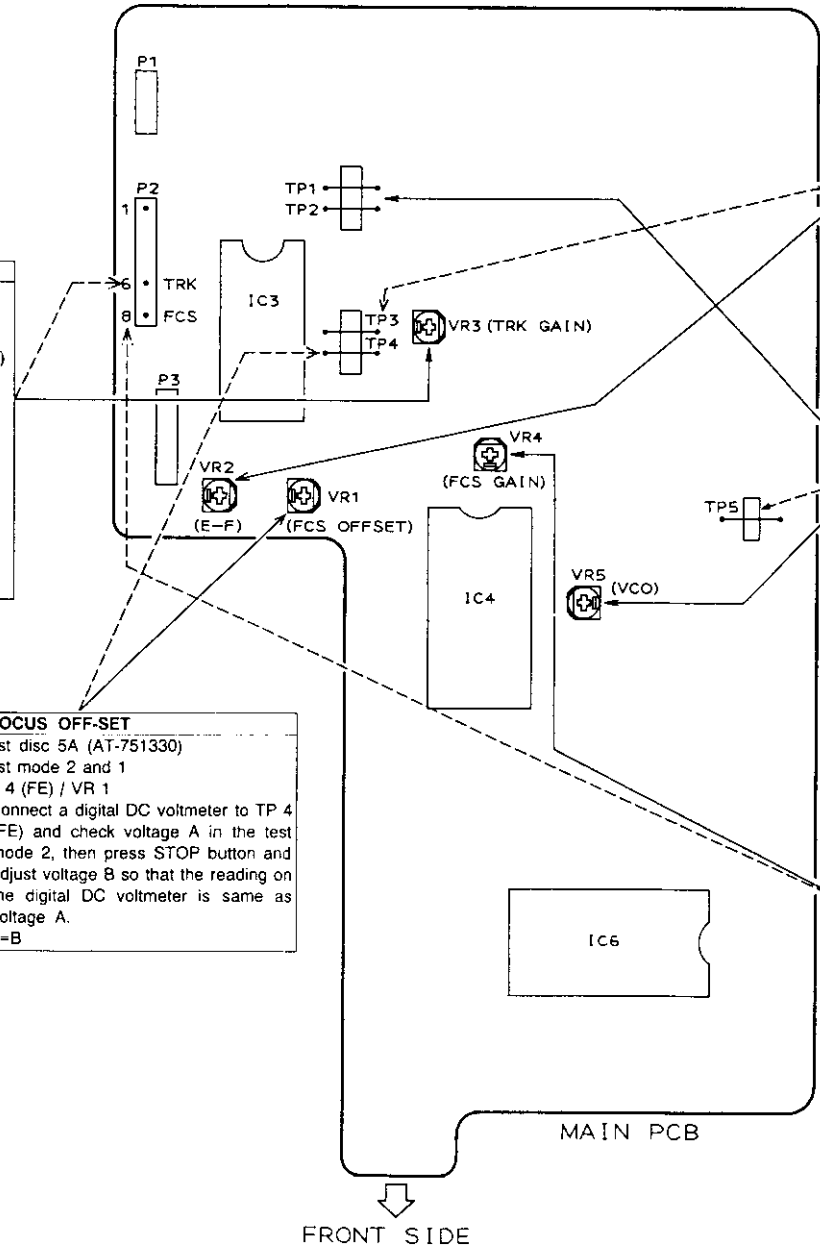 P1
P2
1
TP1
TP2
6 TRK
8 FCS
IC3
TP3
TP4
VR3 (TRK GAIN)
)
P3
VR4
(FCS GAIN)
VR2
(E-F)
VR1
(FCS OFFSET)
TP5
IC4
VR5 (VCO)
OCUS OFF-SET
st disc 5A (AT-751330)
st mode 2 and 1
4 (FE) / VR 1
onnect a digital DC voltmeter to TP 4
FE) and check voltage A in the test
node 2, then press STOP button and
djust voltage B so that the reading on
he digital DC voltmeter is same as
oltage A.
=B
IC6
MAIN PCB
FRONT SIDE